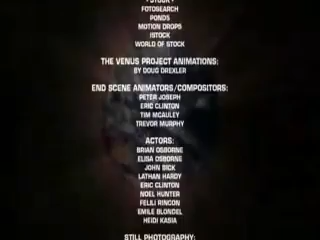 - STOCK -
FOTOSEARCH
PONDS
MOTION DROPS
ISTOCK
WORLD OF STOCK
THE VENUS PROJECT ANIMATIONS:
BY DOUG DREXLER
END SCENE ANIMATORS/COMPOSITORS:
PETER JOSEPH
ERIC CLINTON
TIM MCAULEY
TREVOR MURPHY
ACTORS:
BRIAN OSBORNE
ELISA OSBORNE
JOHN BICK
LATHAN HARDY
ERIC CLINTON
NOEL HUNTER
FELILI RINCON
EMILE BLONDEL
HEIDI KASIA
STILL PHOTOGRAPHY: